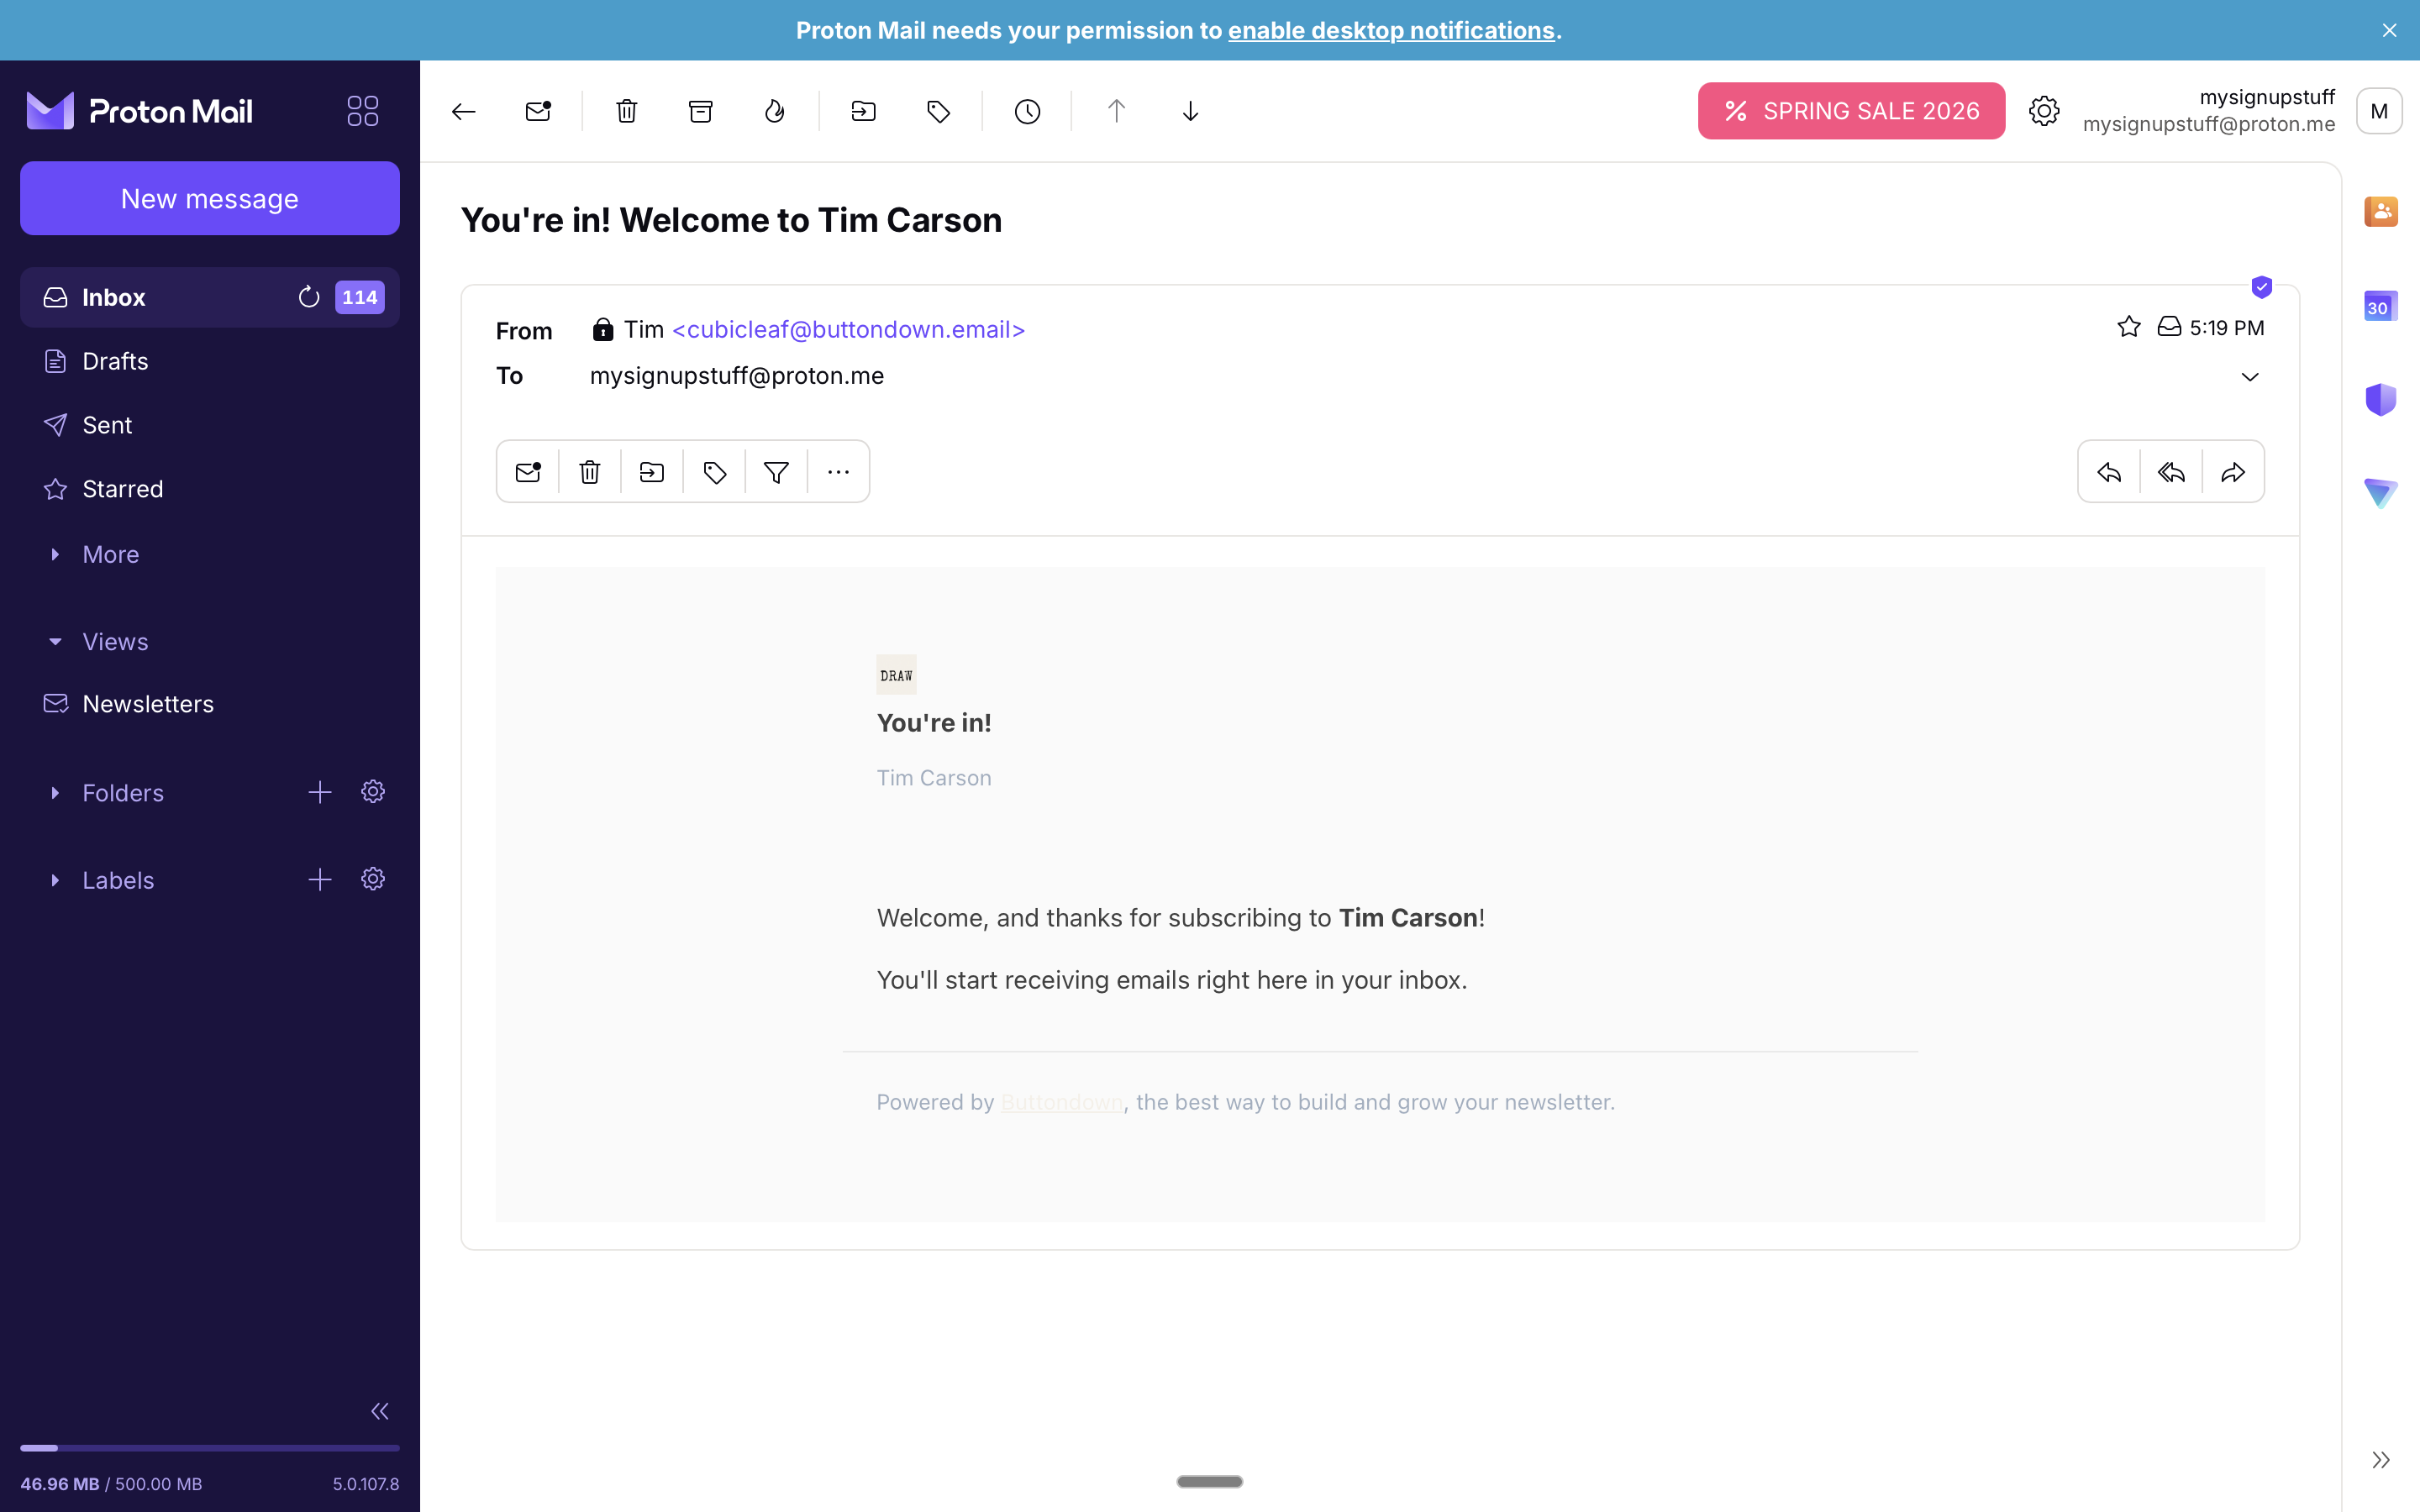 Proton Mail needs your permission to enable desktop notifications.
Proton Mail
SPRING SALE 2026
mysignupstuff
mysignupstuff@proton.me
M
New message
Inbox
114
Drafts
Sent
Starred
More
Views
Newsletters
Folders
Labels
46.96 MB / 500.00 MB
5.0.107.8
You're in! Welcome to Tim Carson
From Tim <cubicleaf@buttondown.email>
5:19 PM
To mysignupstuff@proton.me
30
DRAW
You're in!
Tim Carson
Welcome, and thanks for subscribing to Tim Carson!
You'll start receiving emails right here in your inbox.
Powered by Buttondown, the best way to build and grow your newsletter.